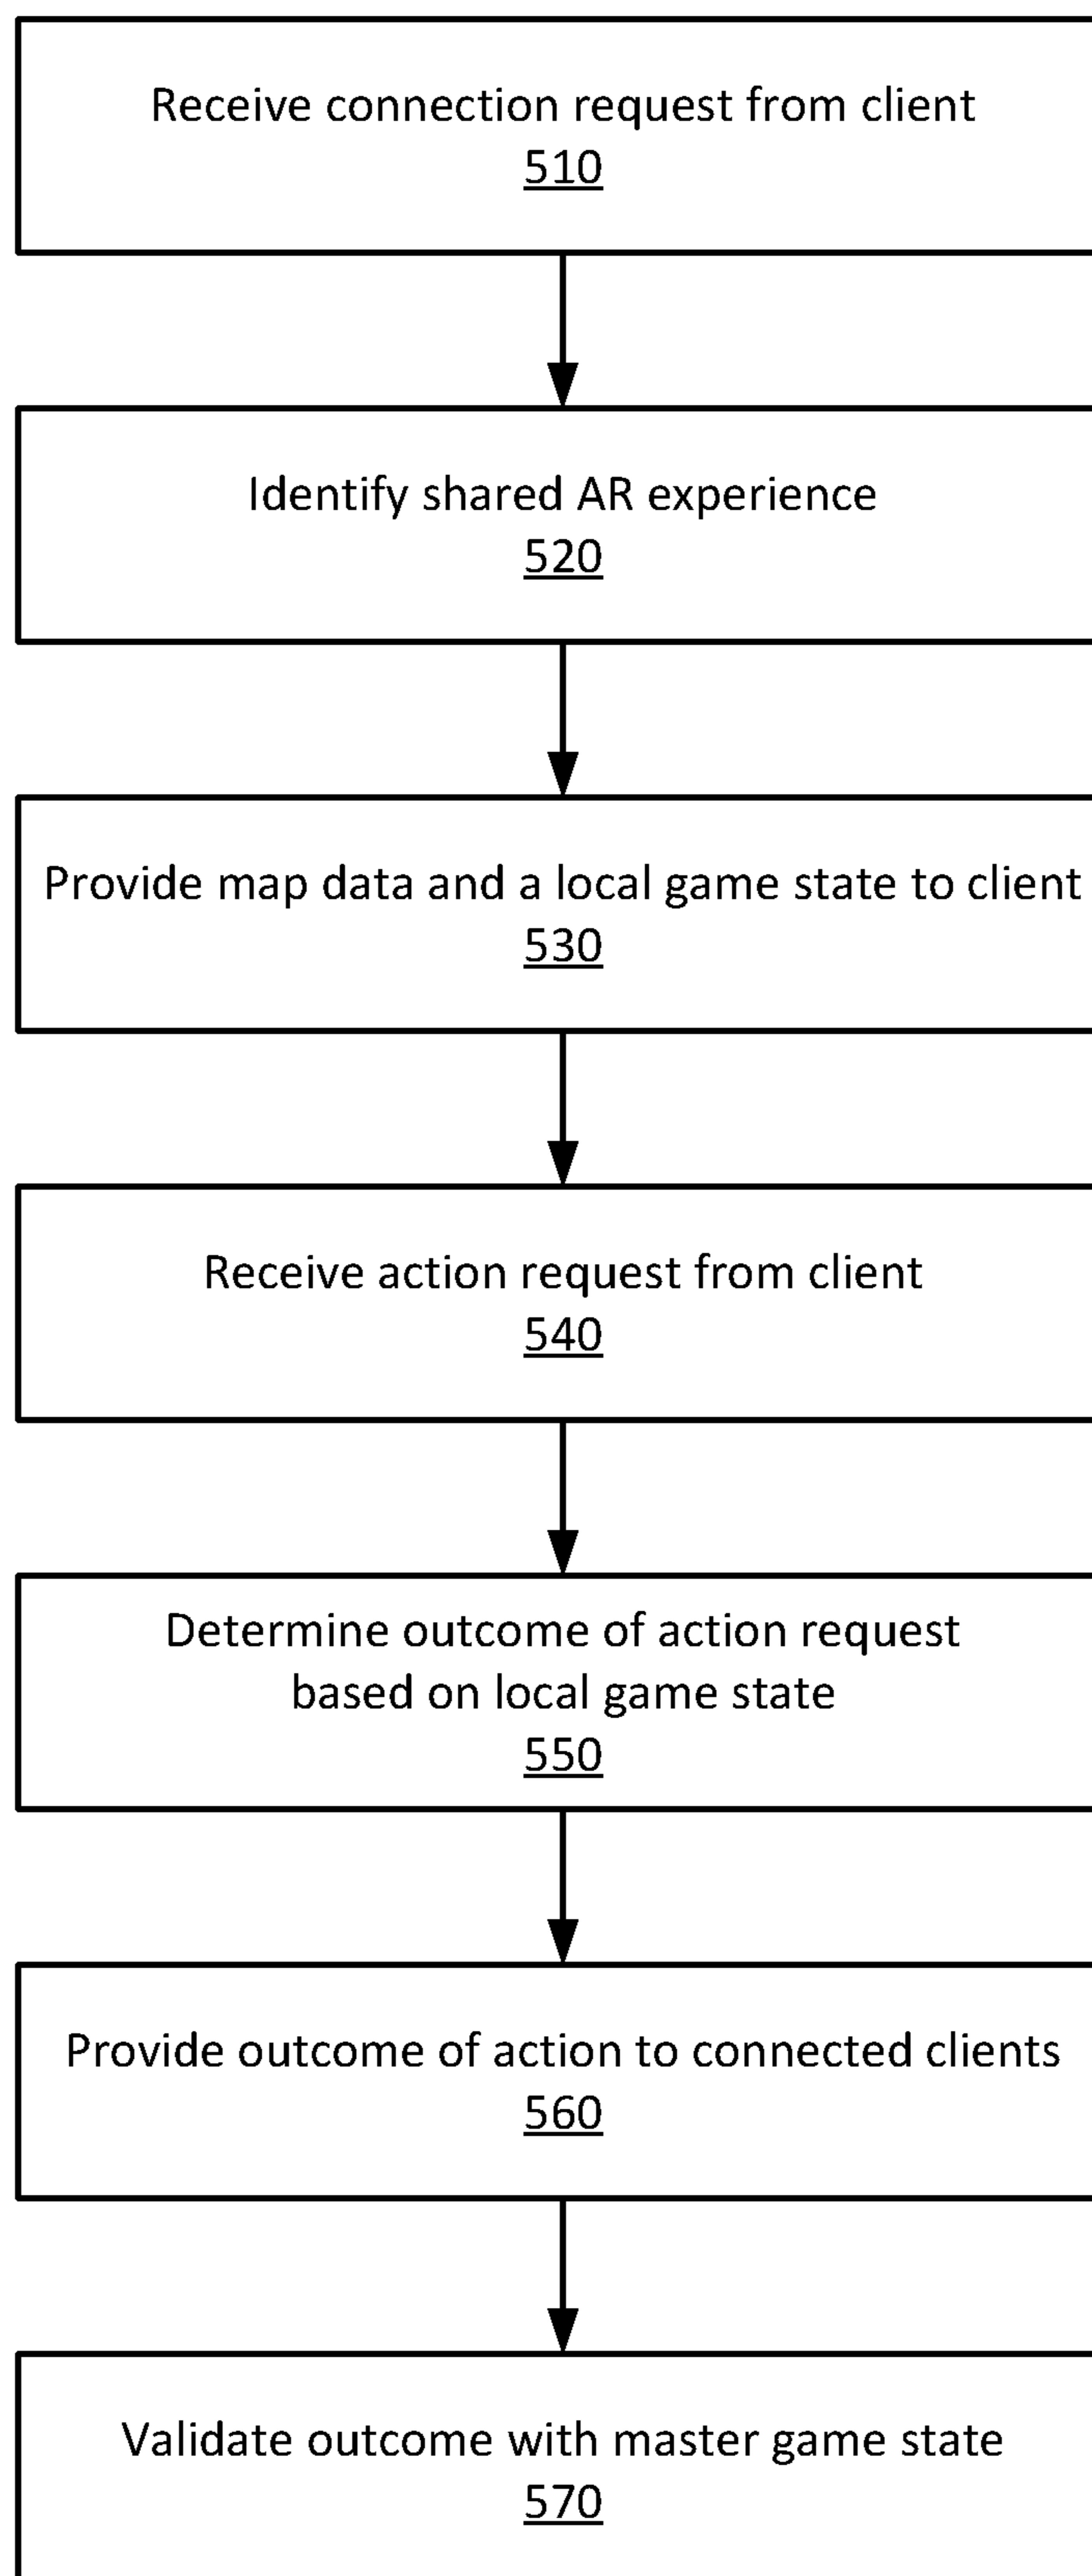 Receive connection request from client
510
Identify shared AR experience
520
Provide map data and a local game state to client
530
Receive action request from client
540
Determine outcome of action request
based on local game state
550
Provide outcome of action to connected clients
560
Validate outcome with master game state
570